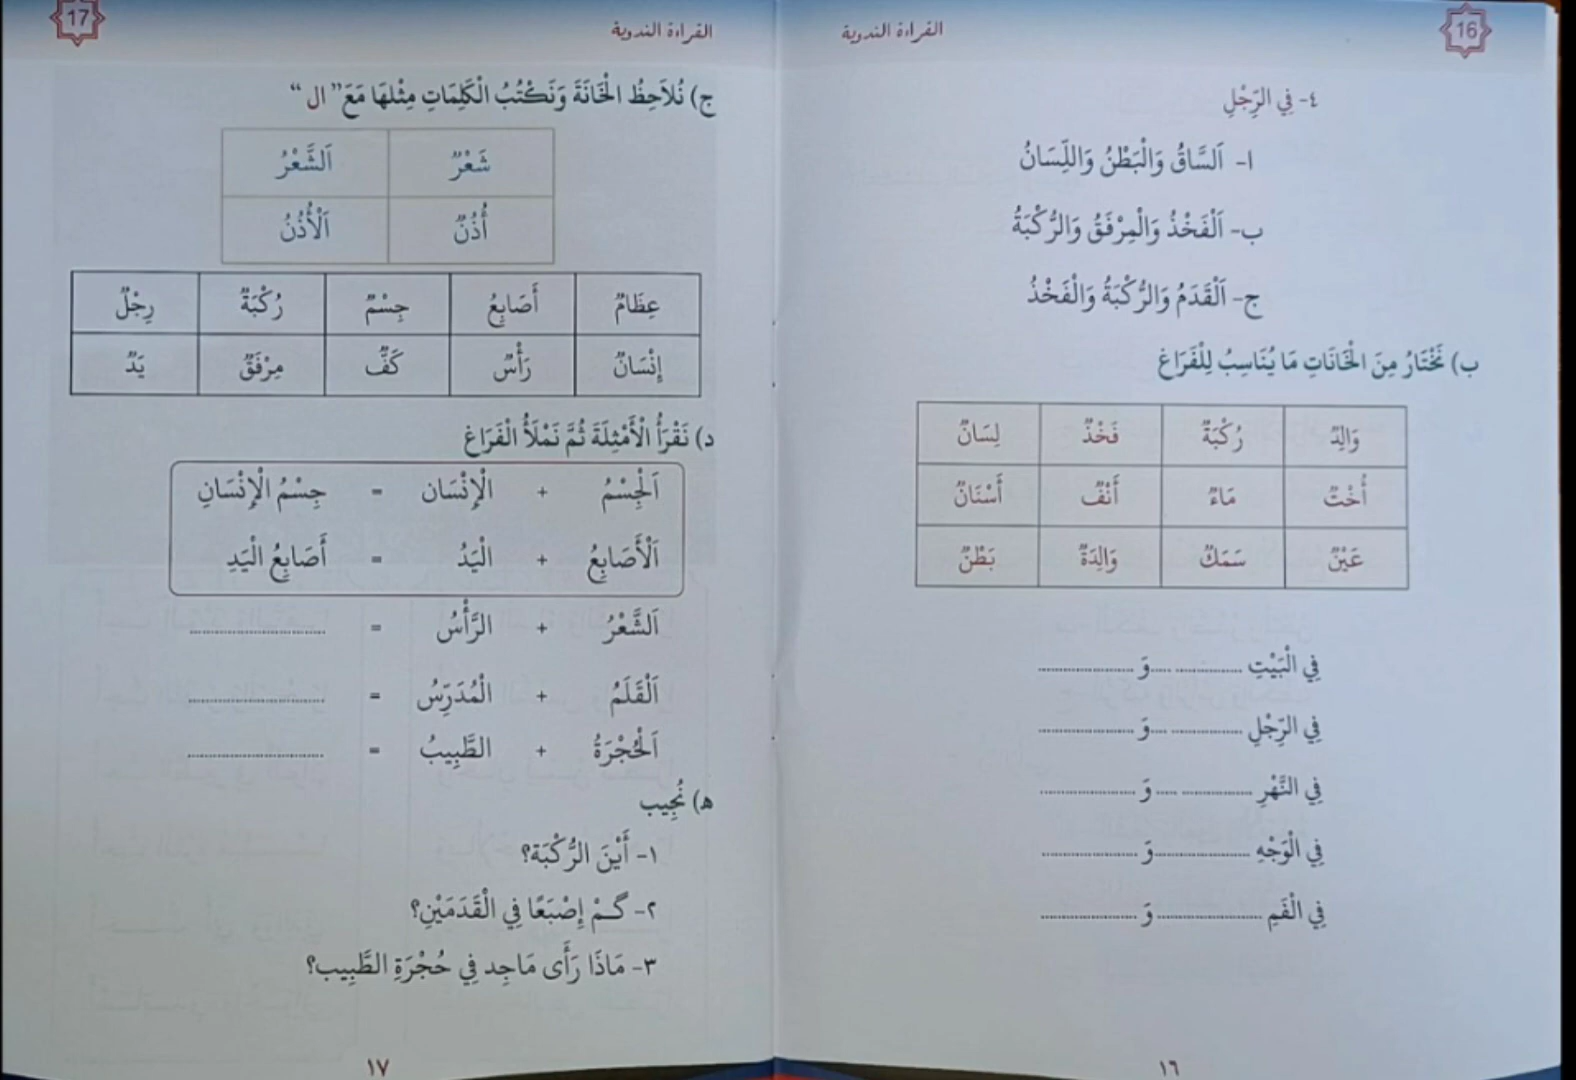 16
القراءة الندوية
٤- في الرِّجْلِ
ا- اَلسَّاقُ وَالْبَطْنُ وَاللِّسَانُ
ب- اَلْفَخْذُ وَالْمِرْفَقُ وَالرُّكْبَةُ
ج- اَلْقَدَمُ وَالرُّكْبَةُ وَالْفَخْذُ
ب) نَخْتَارُ مِنَ الْخَانَاتِ مَا يُنَاسِبُ لِلْفَرَاغ
وَالِدٌ رُكْبَةٌ فَخْذٌ لِسَانٌ
أُخْتٌ مَاءٌ أَنْفٌ أَسْنَانٌ
عَيْنٌ سَمَكٌ وَالِدَةٌ بَطْنٌ
فِي الْبَيْتِ .................... وَ ....................
فِي الرِّجْلِ .................... وَ ....................
فِي النَّهْرِ .................... وَ ....................
فِي الْوَجْهِ .................... وَ ....................
فِي الْفَمِ .................... وَ ....................
١٦
17
القراءة الندوية
ج) نُلاَحِظُ الْخَانَةَ وَنَكْتُبُ الْكَلِمَاتِ مِثْلَهَا مَعَ ” ال “
شَعْرٌ اَلشَّعْرُ
أُذُنٌ اَلْأُذُنُ
عِظَامٌ أَصَابِعُ جِسْمٌ رُكْبَةٌ رِجْلٌ
إِنْسَانٌ رَأْسٌ كَفٌّ مِرْفَقٌ يَدٌ
د) نَقْرَأُ الْأَمْثِلَةَ ثُمَّ نَمْلَأُ الْفَرَاغ
اَلْجِسْمُ + الْإِنْسَان = جِسْمُ الْإِنْسَانِ
اَلْأَصَابِعُ + الْيَدُ = أَصَابِعُ الْيَدِ
اَلشَّعْرُ + الرَّأْسُ = ....................
اَلْقَلَمُ + الْمُدَرِّسُ = ....................
اَلْحُجْرَةُ + الطَّبِيبُ = ....................
ه) نُجِيب
١- أَيْنَ الرُّكْبَة؟
٢- كَمْ إِصْبَعًا فِي الْقَدَمَيْنِ؟
٣- مَاذَا رَأَى مَاجِد فِي حُجْرَةِ الطَّبِيب؟
١٧